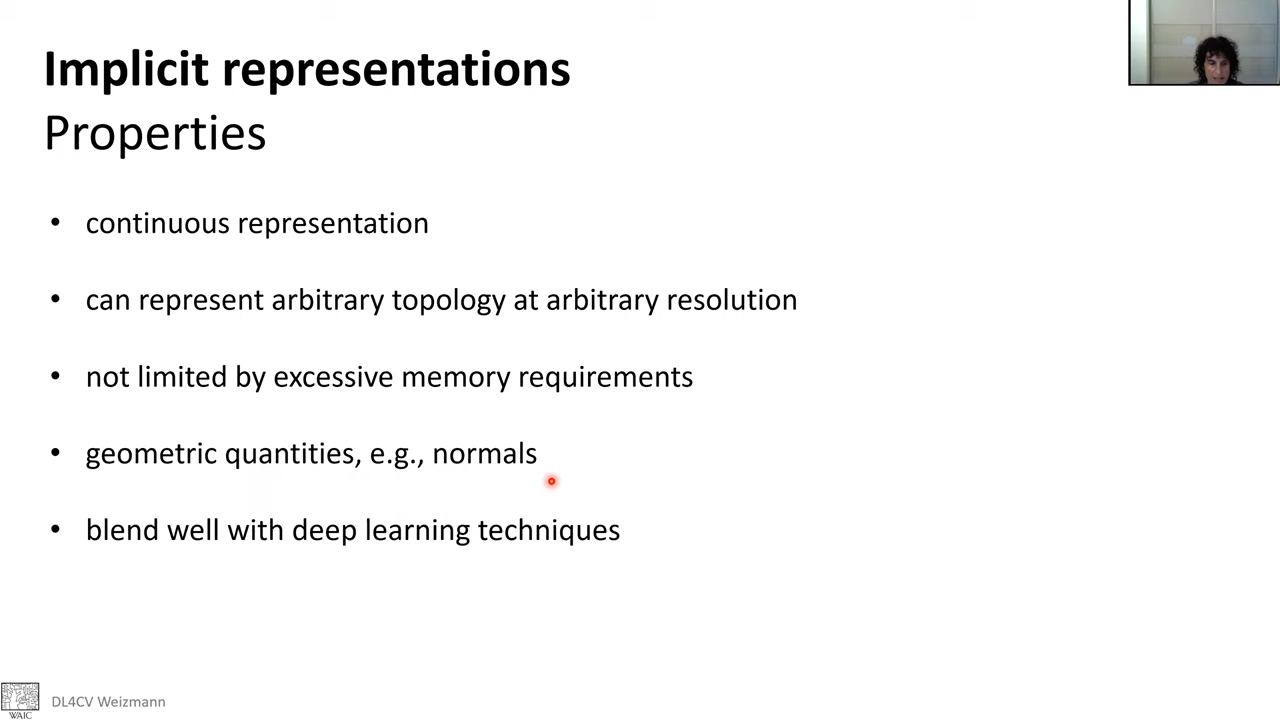 Implicit representations
Properties
• continuous representation
• can represent arbitrary topology at arbitrary resolution
• not limited by excessive memory requirements
• geometric quantities, e.g., normals
• blend well with deep learning techniques
WAIC
DL4CV Weizmann